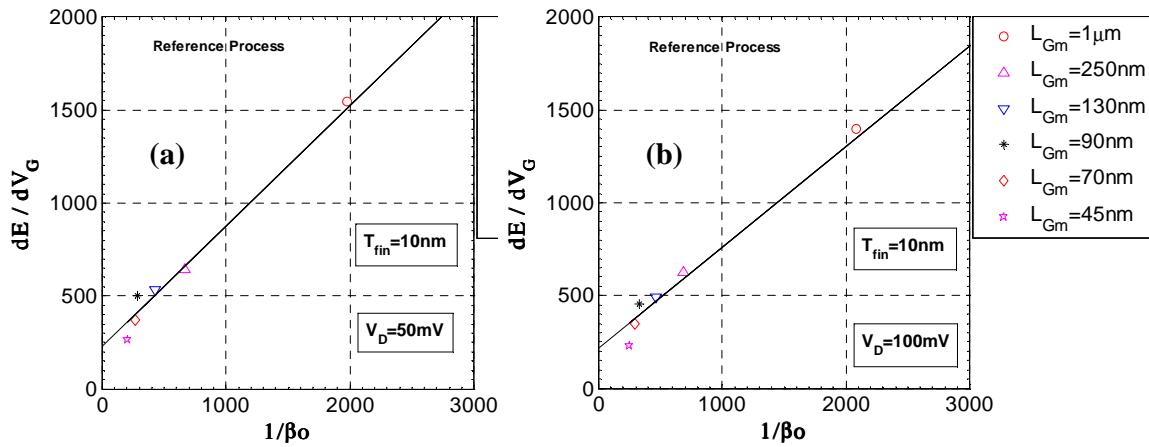 2000
1500
1000
500
0
dE / dV_G
Reference Process
(a)
T_fin=10nm
V_D=50mV
0 1000 2000 3000
1/βo
2000
1500
1000
500
0
dE / dV_G
Reference Process
(b)
T_fin=10nm
V_D=100mV
0 1000 2000 3000
1/βo
L_Gm=1μm
L_Gm=250nm
L_Gm=130nm
L_Gm=90nm
L_Gm=70nm
L_Gm=45nm